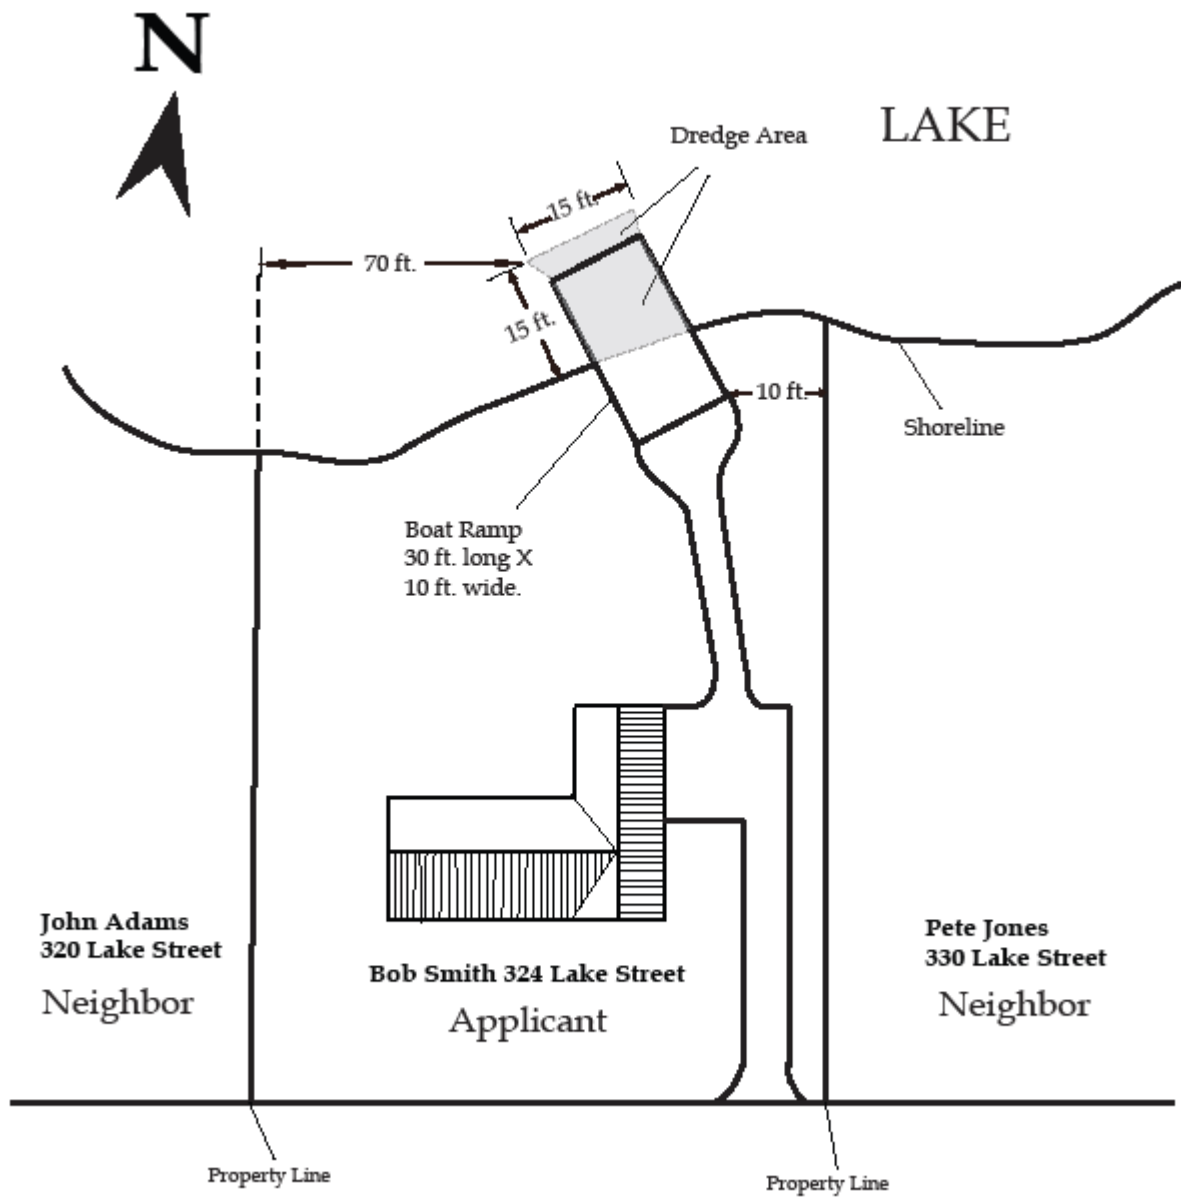 N
LAKE
Dredge Area
15 ft.
70 ft.
15 ft.
10 ft.
Shoreline
Boat Ramp
30 ft. long X
10 ft. wide.
John Adams
320 Lake Street
Neighbor
Bob Smith 324 Lake Street
Applicant
Pete Jones
330 Lake Street
Neighbor
Property Line
Property Line